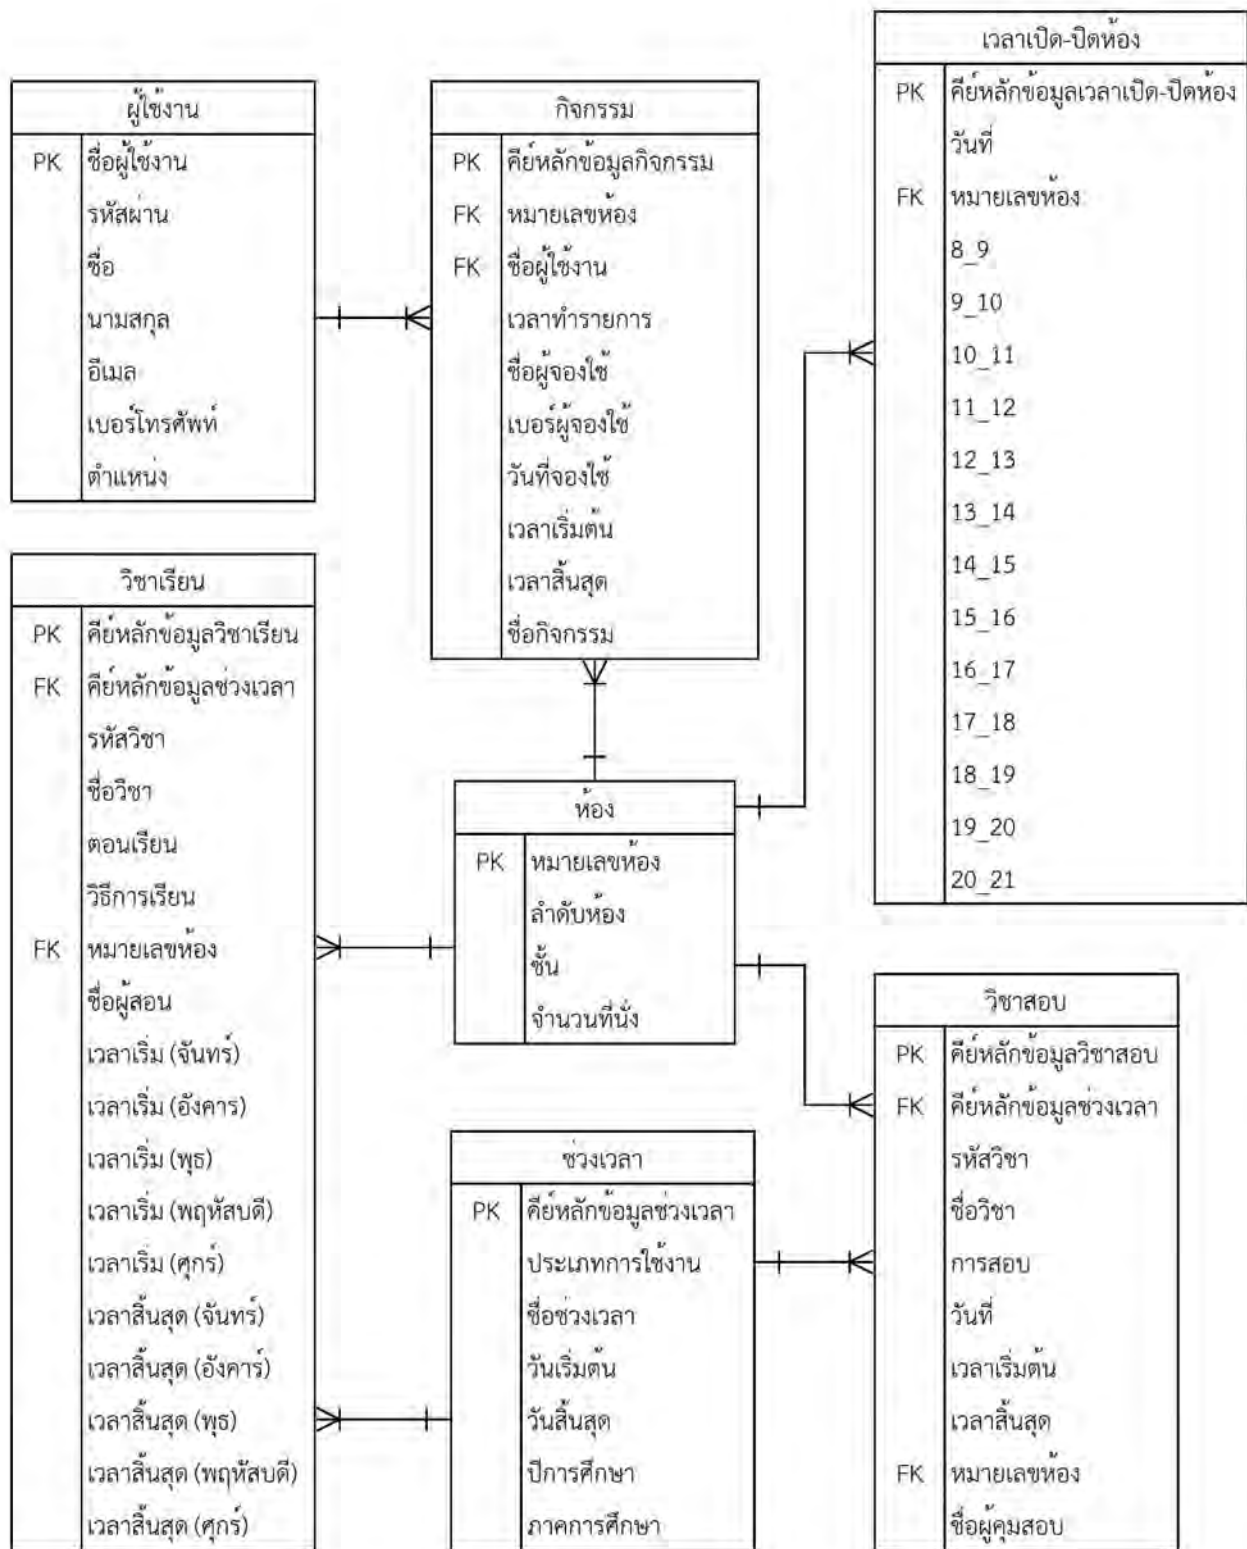 ผู้ใช้งาน
PK ชื่อผู้ใช้งาน
รหัสผ่าน
ชื่อ
นามสกุล
อีเมล
เบอร์โทรศัพท์
ตำแหน่ง
กิจกรรม
PK คีย์หลักข้อมูลกิจกรรม
FK หมายเลขห้อง
FK ชื่อผู้ใช้งาน
เวลาทำรายการ
ชื่อผู้จองใช้
เบอร์ผู้จองใช้
วันที่จองใช้
เวลาเริ่มต้น
เวลาสิ้นสุด
ชื่อกิจกรรม
เวลาเปิด-ปิดห้อง
PK คีย์หลักข้อมูลเวลาเปิด-ปิดห้อง
วันที่
FK หมายเลขห้อง
8_9
9_10
10_11
11_12
12_13
13_14
14_15
15_16
16_17
17_18
18_19
19_20
20_21
วิชาเรียน
PK คีย์หลักข้อมูลวิชาเรียน
FK คีย์หลักข้อมูลช่วงเวลา
รหัสวิชา
ชื่อวิชา
ตอนเรียน
วิธีการเรียน
FK หมายเลขห้อง
ชื่อผู้สอน
เวลาเริ่ม (จันทร์)
เวลาเริ่ม (อังคาร)
เวลาเริ่ม (พุธ)
เวลาเริ่ม (พฤหัสบดี)
เวลาเริ่ม (ศุกร์)
เวลาสิ้นสุด (จันทร์)
เวลาสิ้นสุด (อังคาร์)
เวลาสิ้นสุด (พุธ)
เวลาสิ้นสุด (พฤหัสบดี)
เวลาสิ้นสุด (ศุกร์)
ห้อง
PK หมายเลขห้อง
ลำดับห้อง
ชั้น
จำนวนที่นั่ง
ช่วงเวลา
PK คีย์หลักข้อมูลช่วงเวลา
ประเภทการใช้งาน
ชื่อช่วงเวลา
วันเริ่มต้น
วันสิ้นสุด
ปีการศึกษา
ภาคการศึกษา
วิชาสอบ
PK คีย์หลักข้อมูลวิชาสอบ
FK คีย์หลักข้อมูลช่วงเวลา
รหัสวิชา
ชื่อวิชา
การสอบ
วันที่
เวลาเริ่มต้น
เวลาสิ้นสุด
FK หมายเลขห้อง
ชื่อผู้คุมสอบ